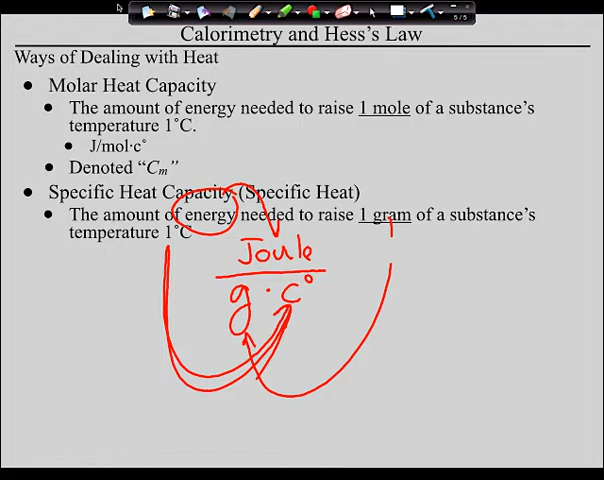 5/5
Calorimetry and Hess's Law
Ways of Dealing with Heat
• Molar Heat Capacity
• The amount of energy needed to raise 1 mole of a substance's
temperature 1˚C.
• J/mol·c˚
• Denoted “Cm”
• Specific Heat Capacity (Specific Heat)
• The amount of energy needed to raise 1 gram of a substance's
temperature 1˚C
Joule
g · c°